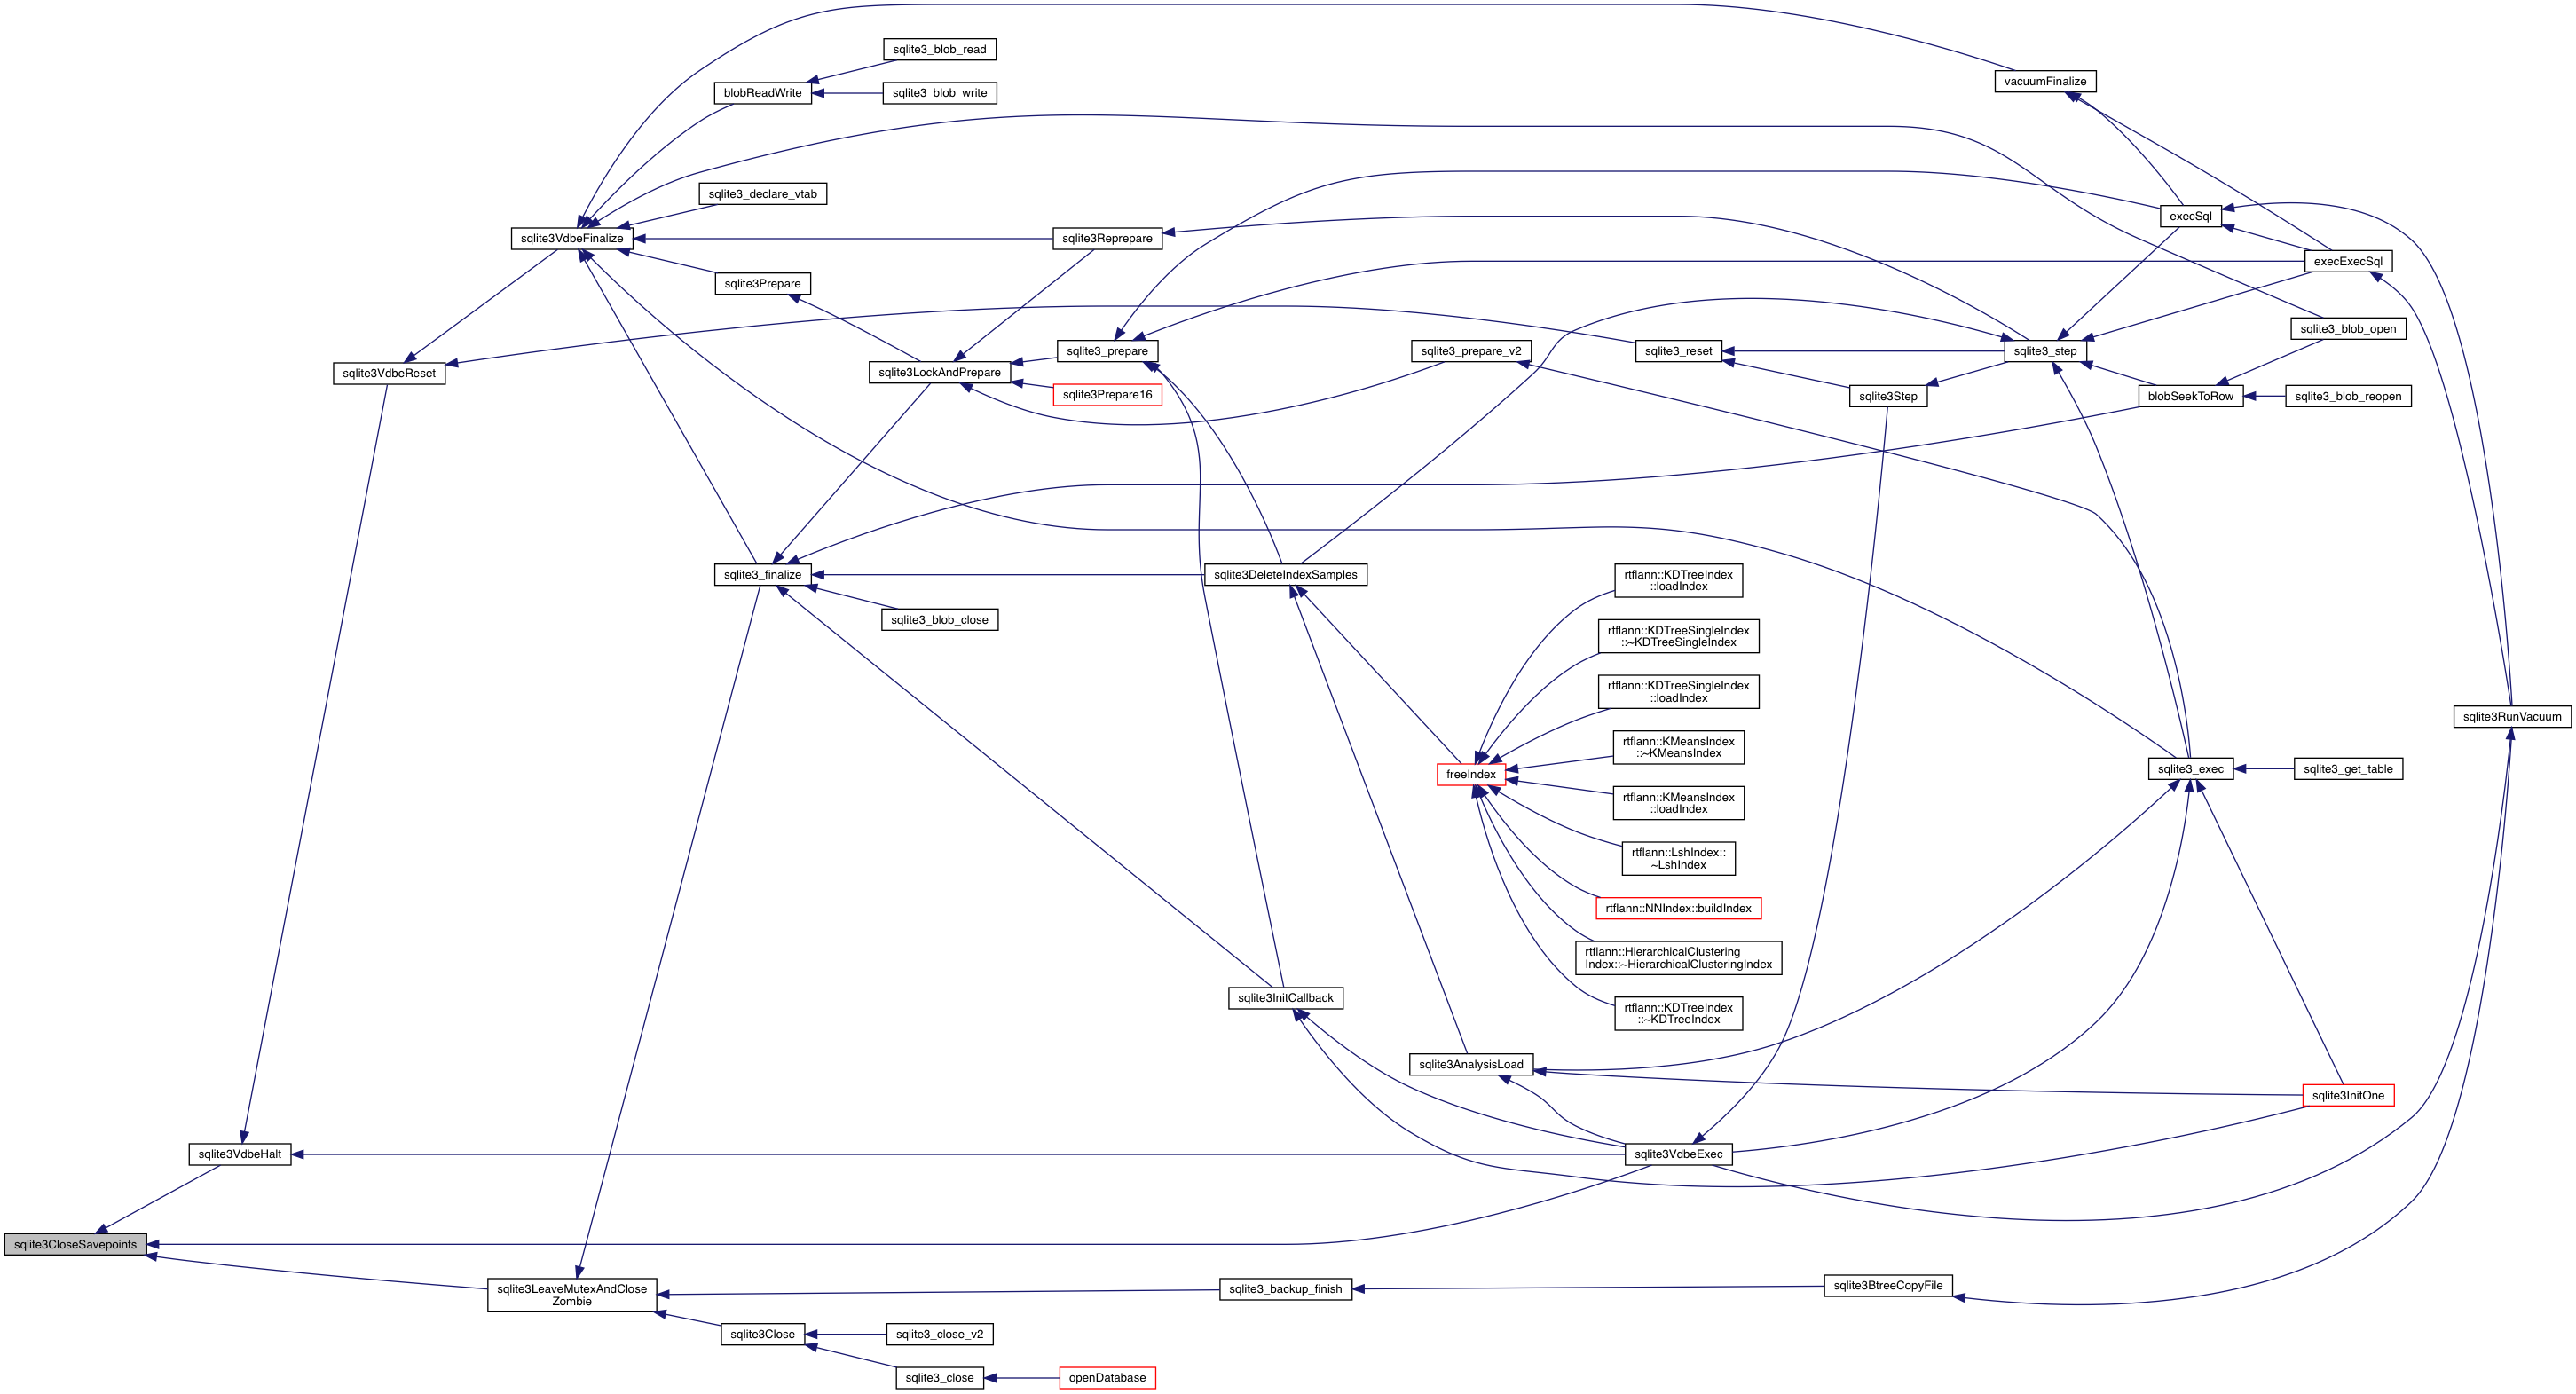 sqlite3_blob_read
vacuumFinalize
blobReadWrite
sqlite3_blob_write
sqlite3_declare_vtab
execSql
sqlite3VdbeFinalize
sqlite3Reprepare
execExecSql
sqlite3Prepare
sqlite3_blob_open
sqlite3_prepare
sqlite3_prepare_v2
sqlite3_reset
sqlite3_step
sqlite3VdbeReset
sqlite3LockAndPrepare
sqlite3Prepare16
sqlite3Step
blobSeekToRow
sqlite3_blob_reopen
sqlite3_finalize
sqlite3DeleteIndexSamples
rtflann::KDTreeIndex
::loadIndex
sqlite3_blob_close
rtflann::KDTreeSingleIndex
::~KDTreeSingleIndex
rtflann::KDTreeSingleIndex
::loadIndex
sqlite3RunVacuum
rtflann::KMeansIndex
::~KMeansIndex
freeIndex
sqlite3_exec
sqlite3_get_table
rtflann::KMeansIndex
::loadIndex
rtflann::LshIndex::
~LshIndex
rtflann::NNIndex::buildIndex
rtflann::HierarchicalClustering
Index::~HierarchicalClusteringIndex
sqlite3InitCallback
rtflann::KDTreeIndex
::~KDTreeIndex
sqlite3AnalysisLoad
sqlite3InitOne
sqlite3VdbeHalt
sqlite3VdbeExec
sqlite3CloseSavepoints
sqlite3LeaveMutexAndClose
Zombie
sqlite3_backup_finish
sqlite3BtreeCopyFile
sqlite3Close
sqlite3_close_v2
sqlite3_close
openDatabase